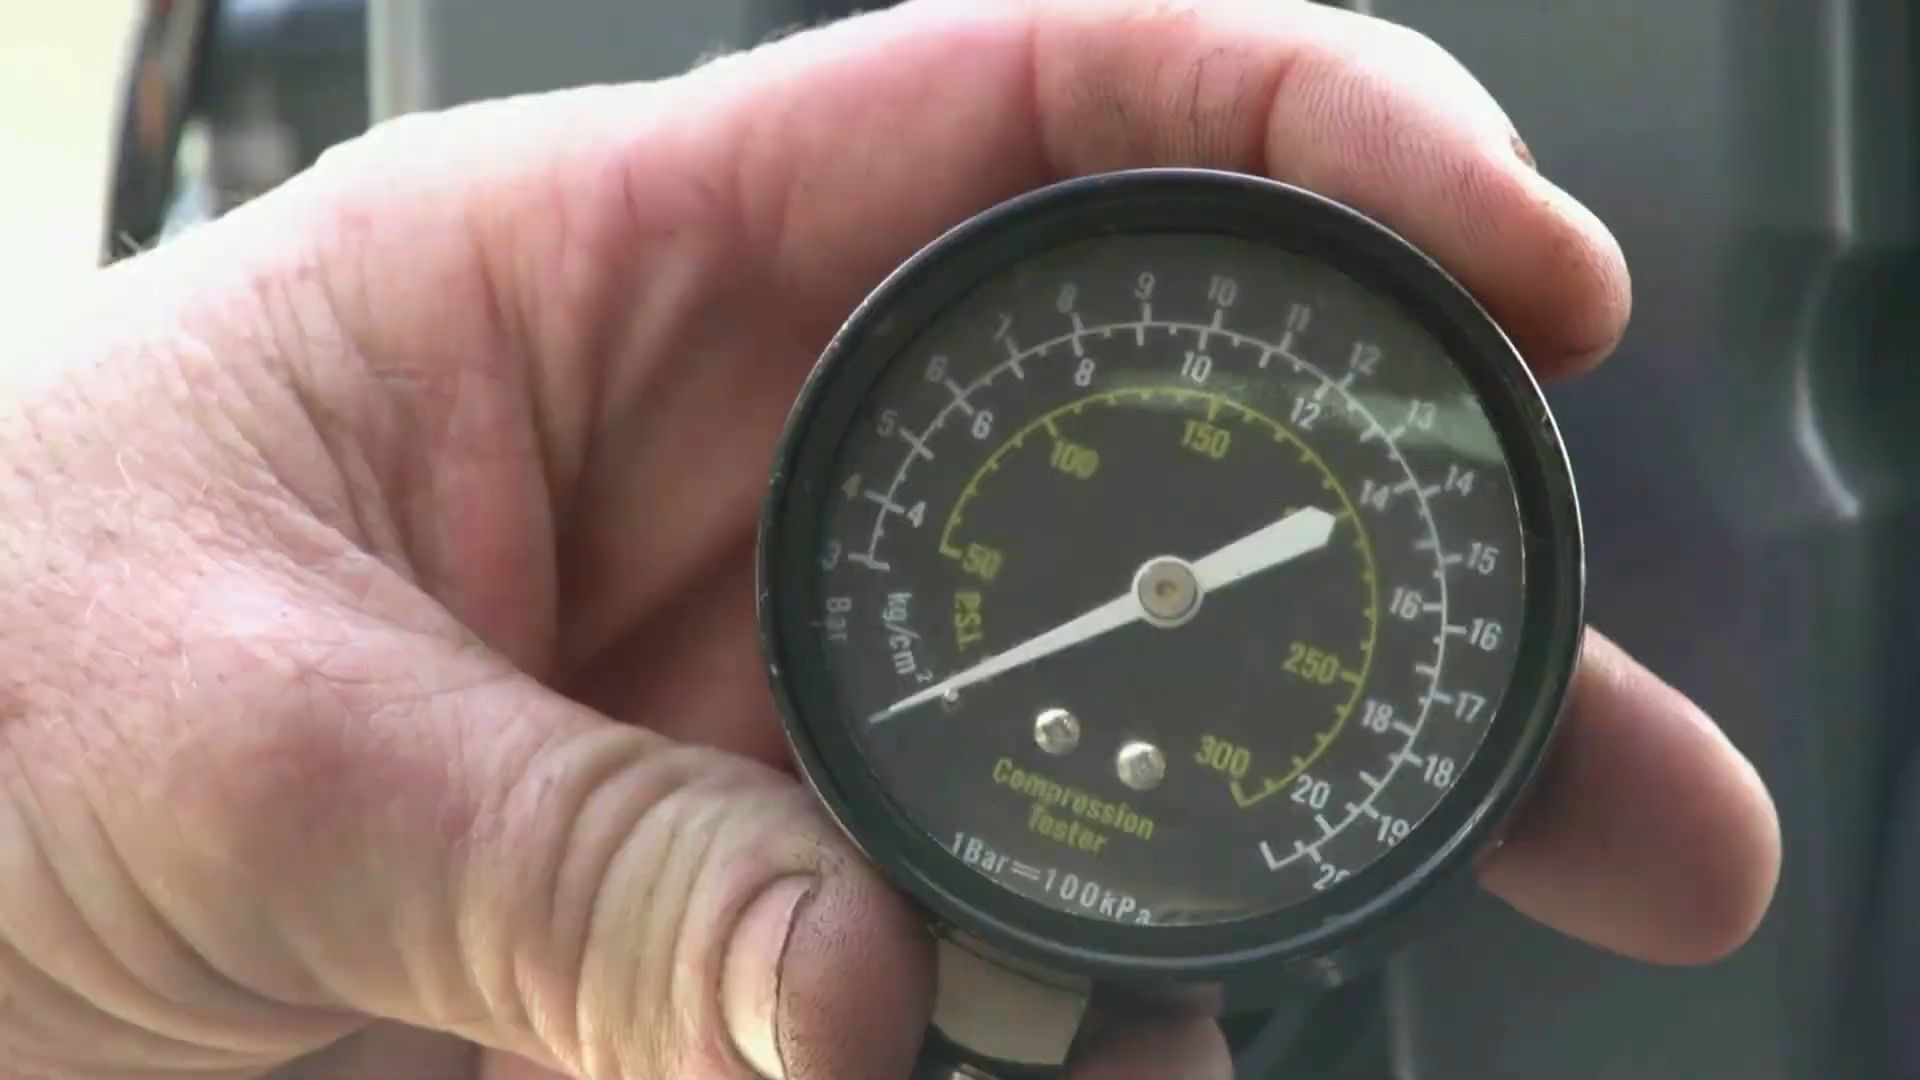 3 4 5 6 7 8 9 10 11 12 13 14 15 16 17 18 19
Bar
4 6 8 10 12 14 16 18 20
kg/cm²
50 100 150 250 300
PSI
Compression
Tester
1Bar=100kPa